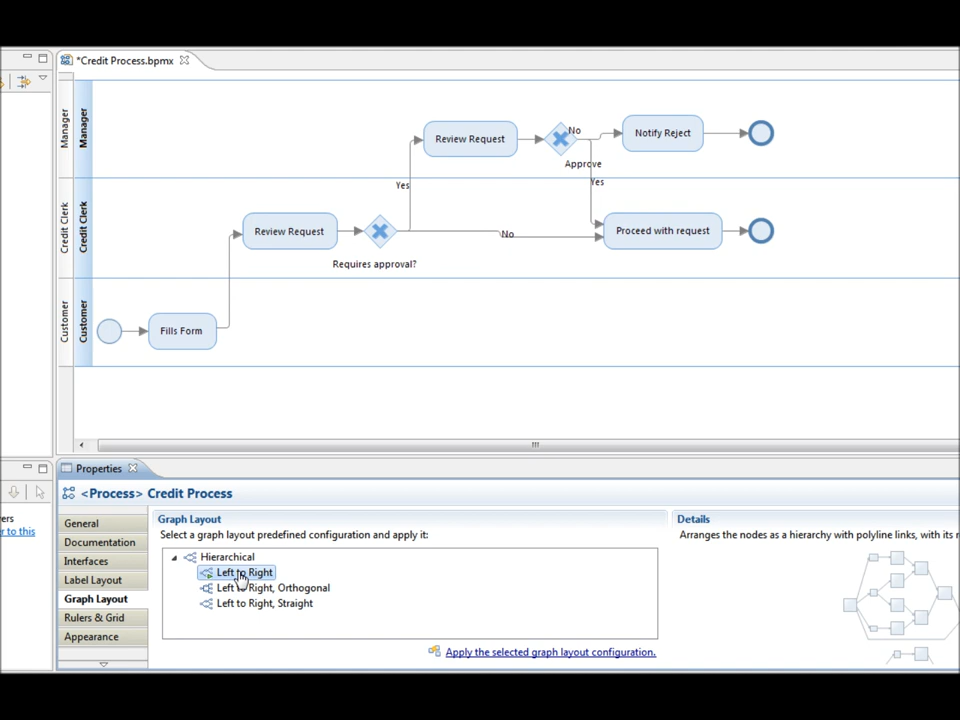 *Credit Process.bpmx
Manager
Manager
Review Request
No
Approve
Notify Reject
Yes
Yes
Credit Clerk
Credit Clerk
Review Request
Requires approval?
No
Proceed with request
Customer
Customer
Fills Form
Properties
<Process> Credit Process
er to this
General
Documentation
Interfaces
Label Layout
Graph Layout
Rulers & Grid
Appearance
Graph Layout
Select a graph layout predefined configuration and apply it:
Hierarchical
Left to Right
Left to Right, Orthogonal
Left to Right, Straight
Apply the selected graph layout configuration.
Details
Arranges the nodes as a hierarchy with polyline links, with its r